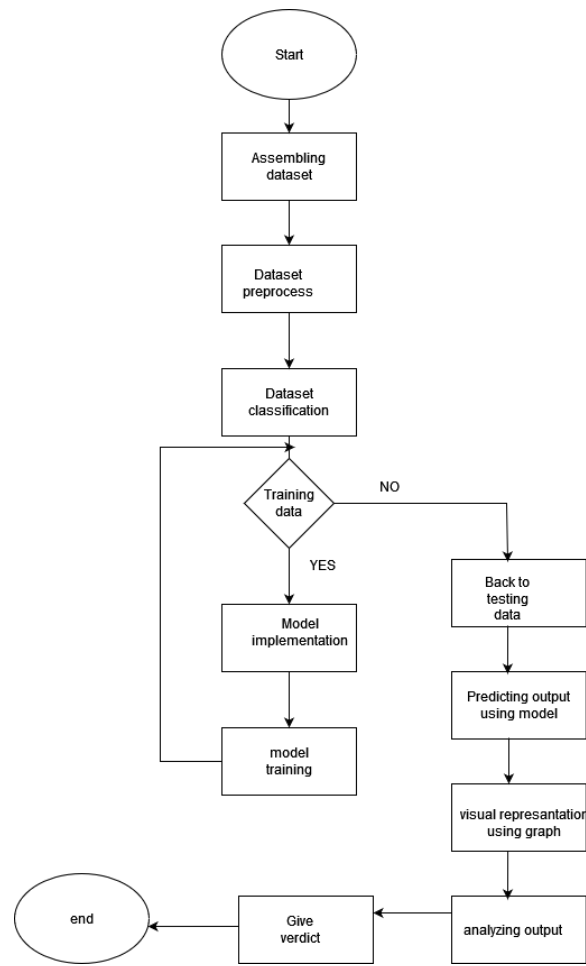 Start
Assembling
dataset
Dataset
preprocess
Dataset
classification
Training
data
NO
YES
Back to
testing
data
Model
implementation
Predicting output
using model
model
training
visual represantation
using graph
end
Give
verdict
analyzing output